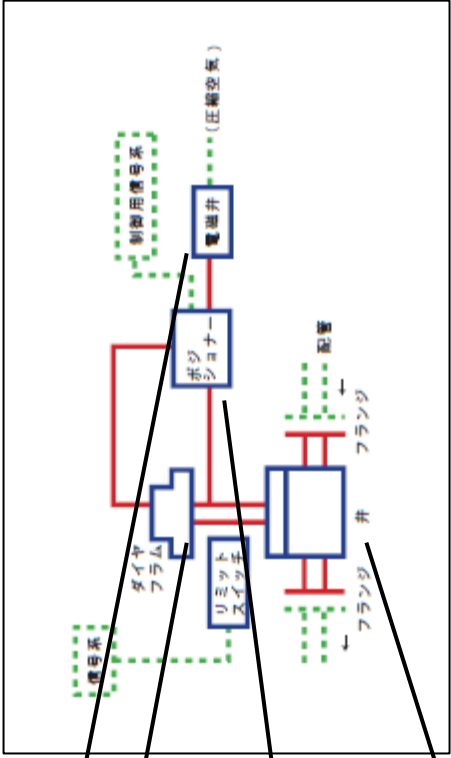 信号系
制御用信号系
ダイヤ
フラム
ポジ
ショナー
電磁弁
(圧縮空気)
リミット
スイッチ
配管
←
→
フランジ
弁
フランジ